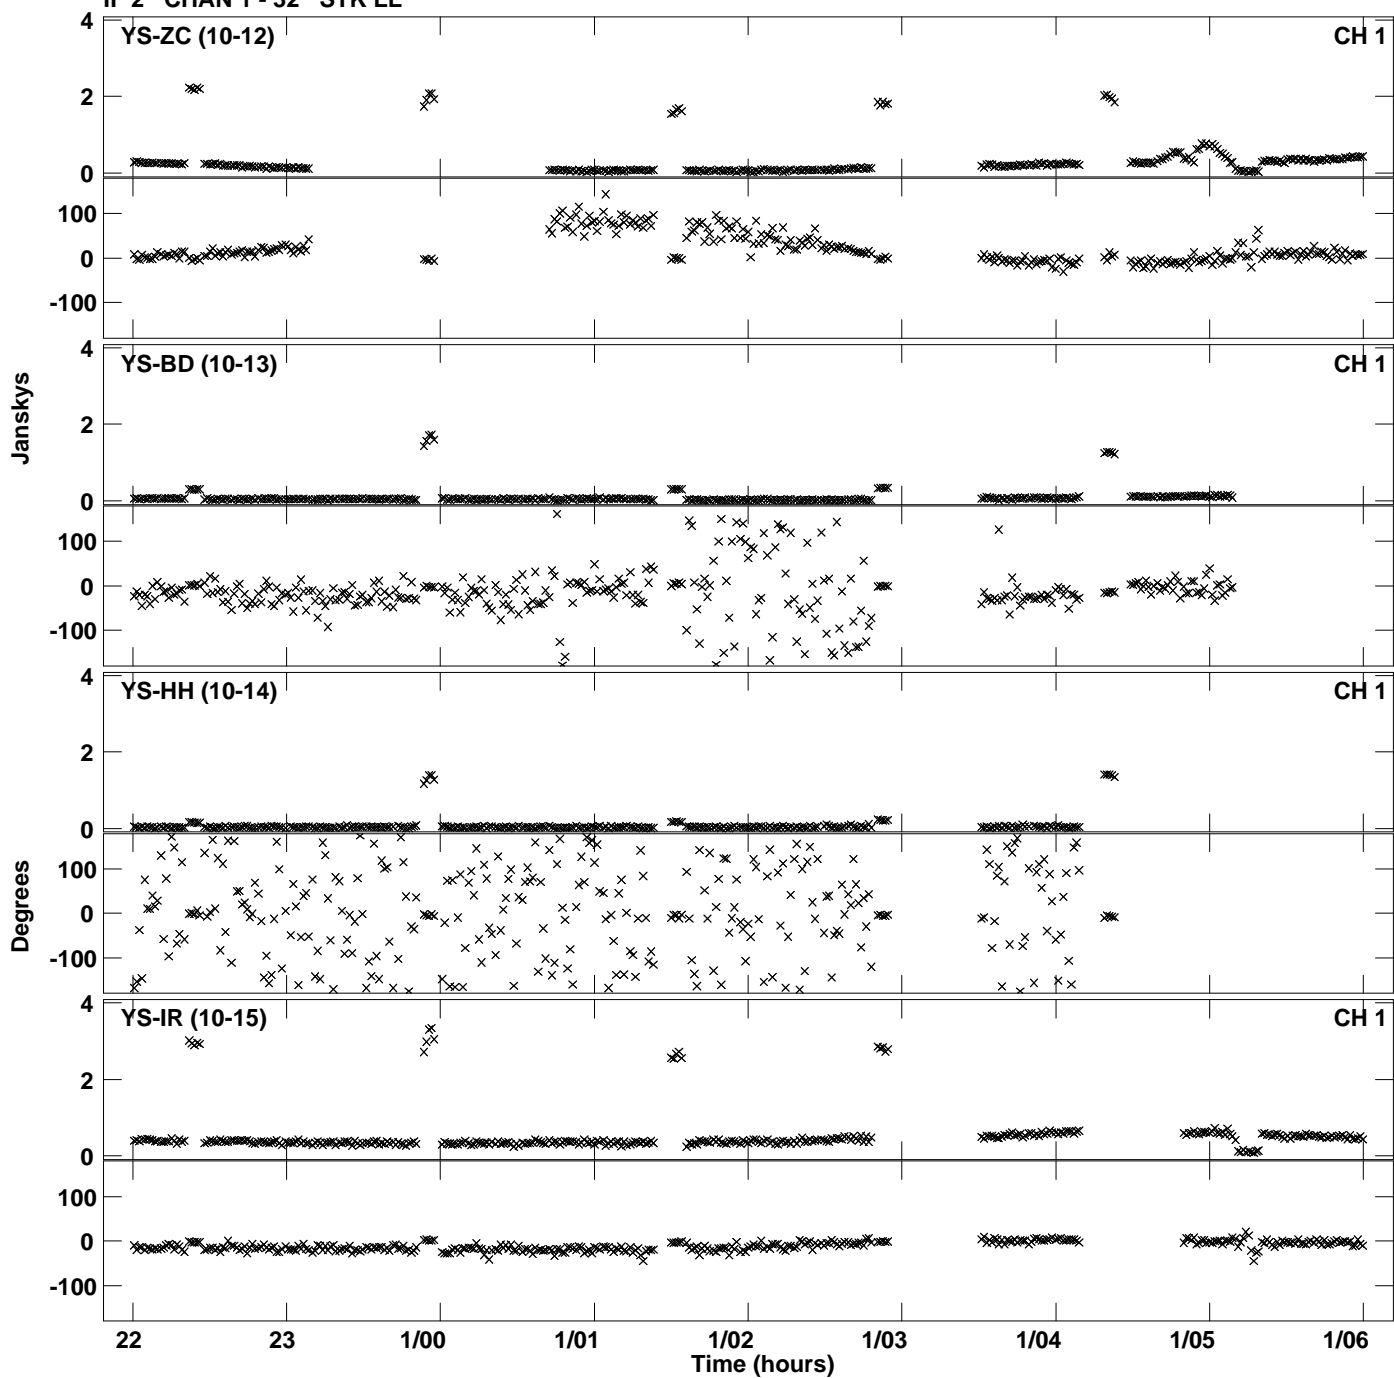 IF 2 CHAN 1 - 32 STK LL
4
YS-ZC (10-12) CH 1
2
0
100
0
-100
4
YS-BD (10-13) CH 1
2
0
100
0
-100
4
YS-HH (10-14) CH 1
2
0
100
0
-100
4
YS-IR (10-15) CH 1
2
0
100
0
-100
Janskys
Degrees
22 23 1/00 1/01 1/02 1/03 1/04 1/05 1/06
Time (hours)